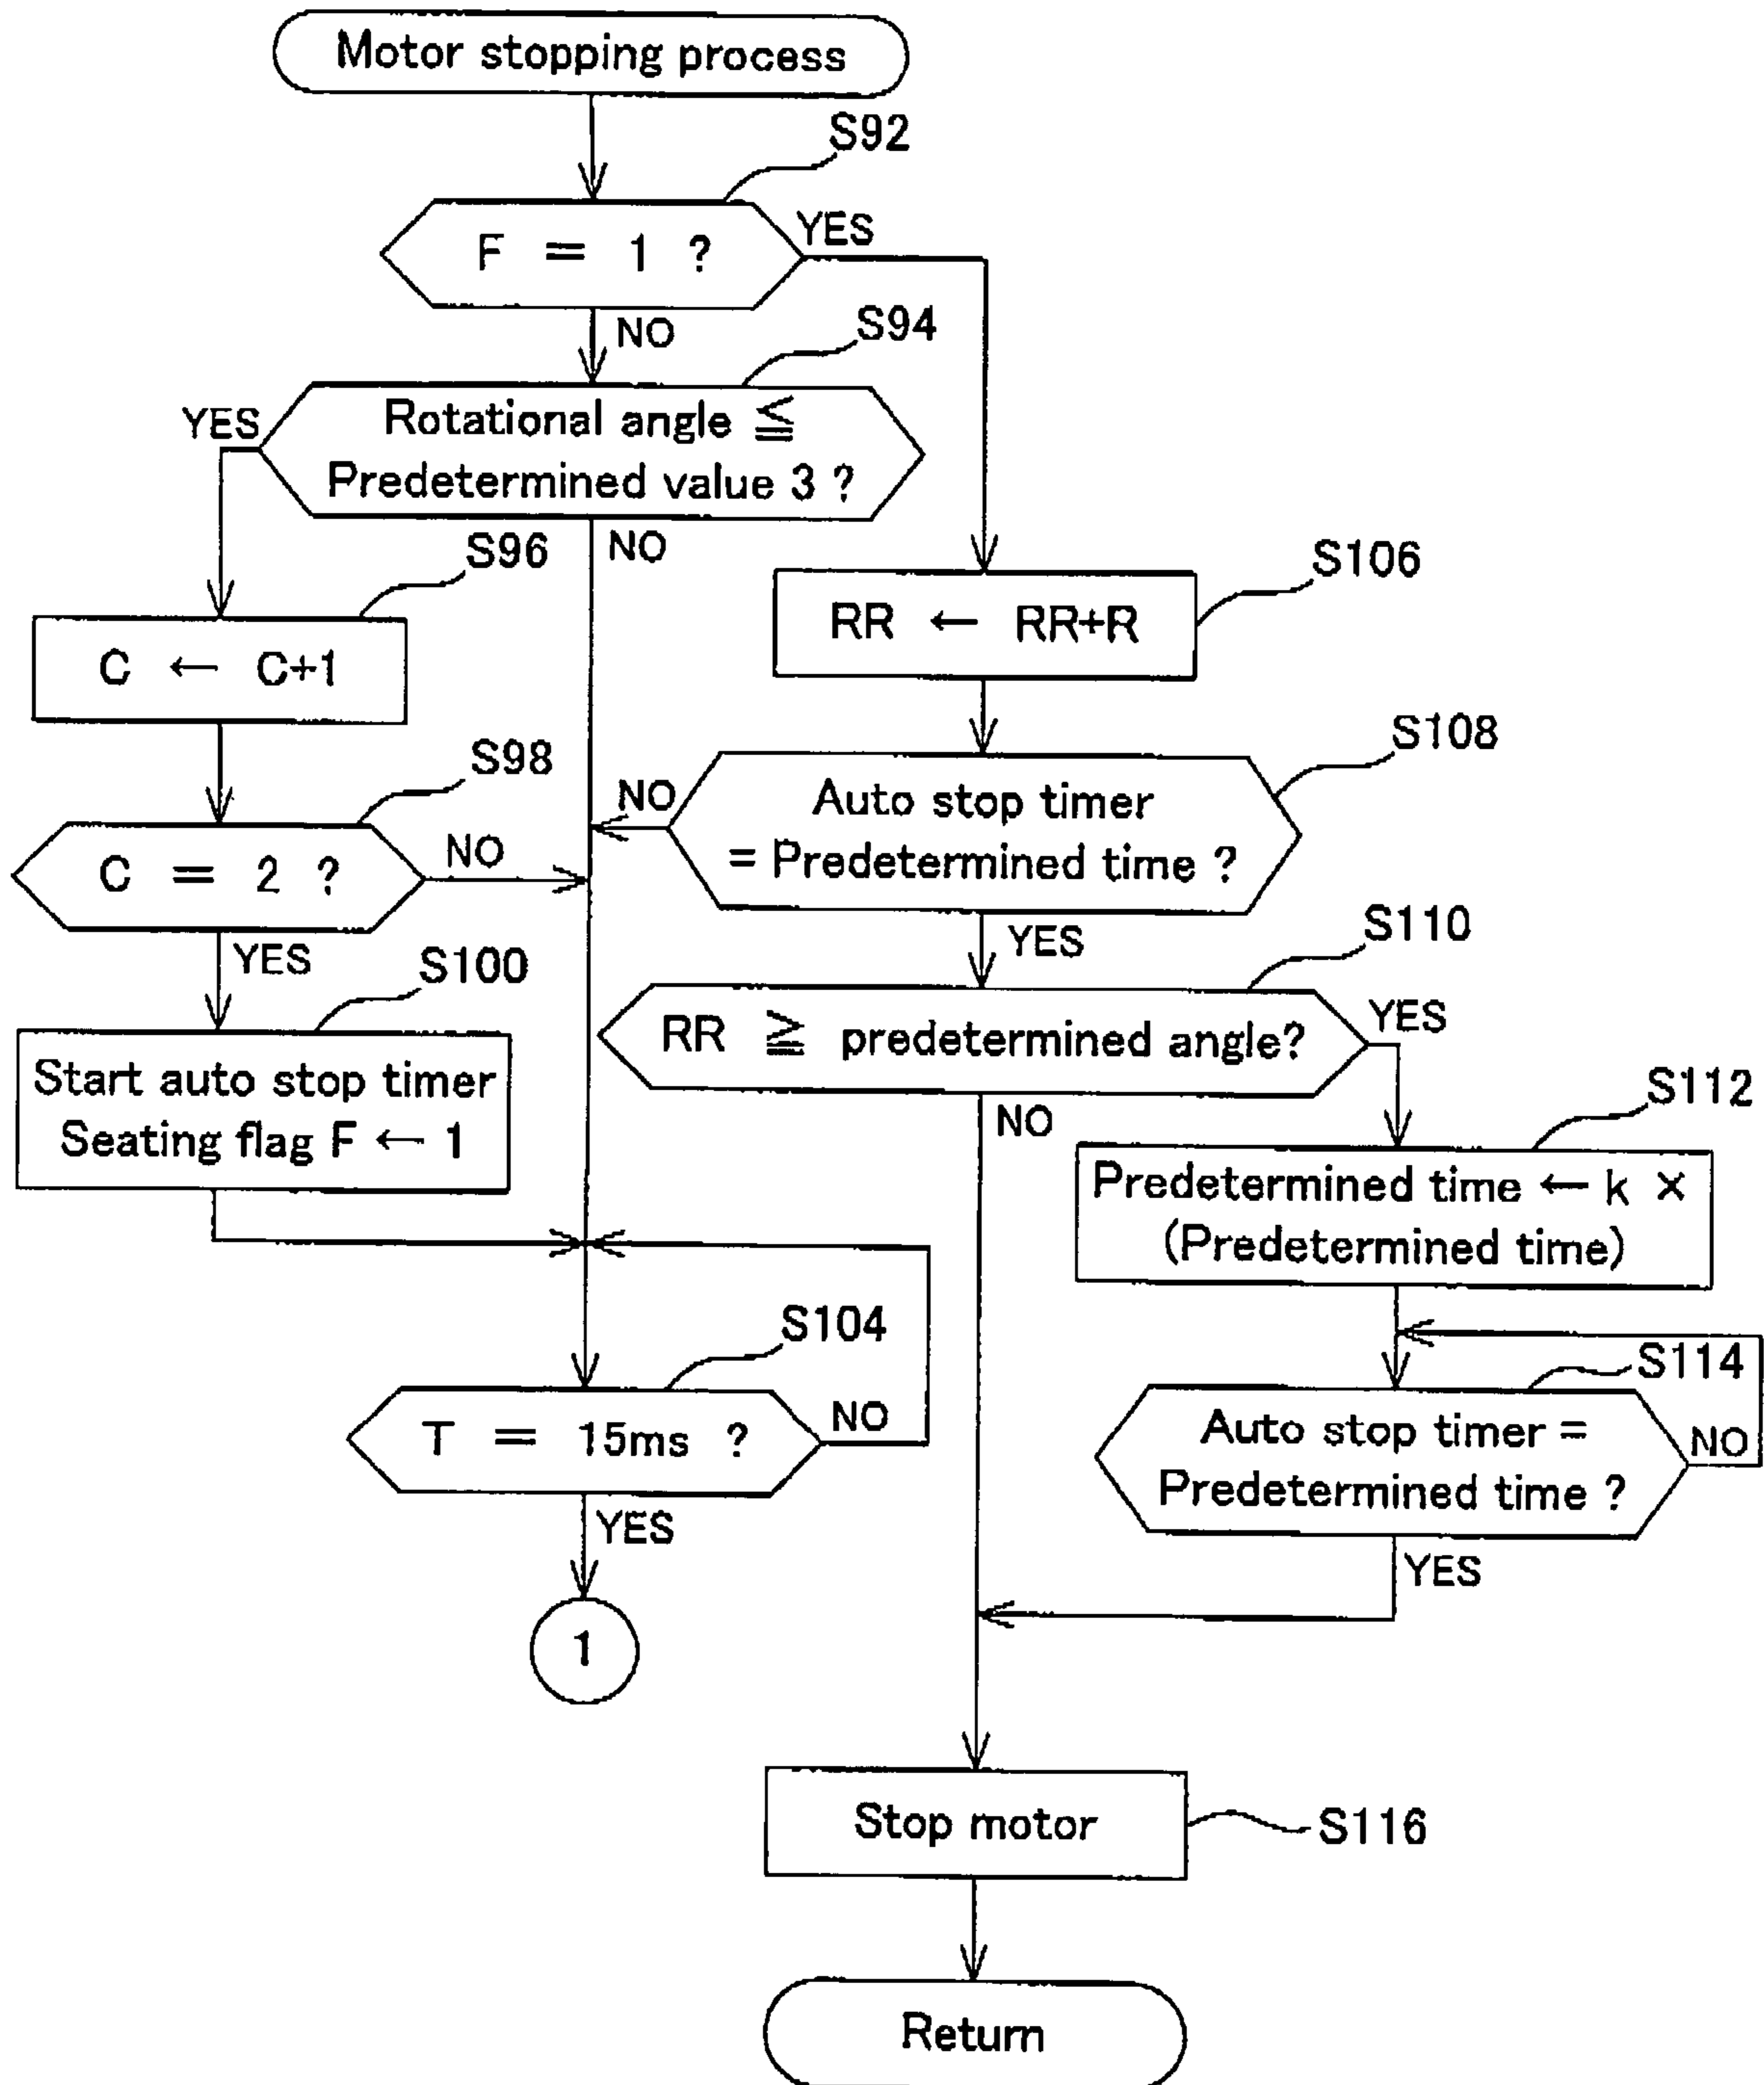 Motor stopping process
S92
F = 1 ?
YES
NO
S94
Rotational angle ≦
Predetermined value 3 ?
YES
NO
S96
C ← C+1
S106
RR ← RR+R
S98
C = 2 ?
NO
YES
S108
Auto stop timer
= Predetermined time ?
NO
YES
S100
Start auto stop timer
Seating flag F ← 1
S110
RR ≧ predetermined angle?
YES
NO
S112
Predetermined time ← k ×
(Predetermined time)
S104
T = 15ms ?
NO
YES
S114
Auto stop timer =
Predetermined time ?
NO
YES
1
Stop motor
S116
Return